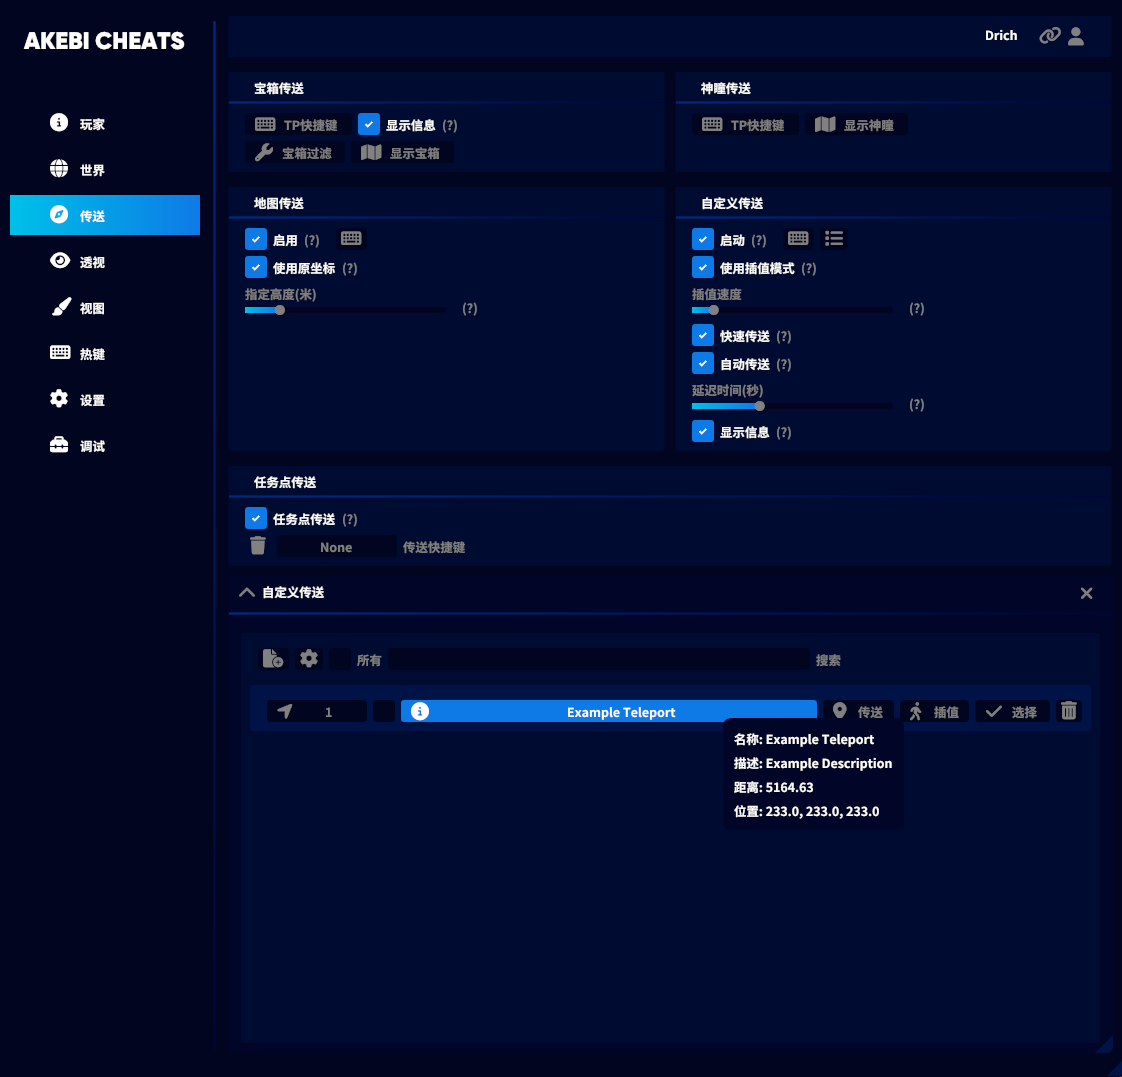 AKEBI CHEATS
Drich
玩家
世界
传送
透视
视图
热键
设置
调试
宝箱传送
TP快捷键 显示信息 (?)
宝箱过滤 显示宝箱
神瞳传送
TP快捷键 显示神瞳
地图传送
启用 (?)
使用原坐标 (?)
指定高度(米)
(?)
自定义传送
启动 (?)
使用插值模式 (?)
插值速度
(?)
快速传送 (?)
自动传送 (?)
延迟时间(秒)
(?)
显示信息 (?)
任务点传送
任务点传送 (?)
None 传送快捷键
自定义传送
所有 搜索
1 Example Teleport 传送 插值 选择
名称: Example Teleport
描述: Example Description
距离: 5164.63
位置: 233.0, 233.0, 233.0